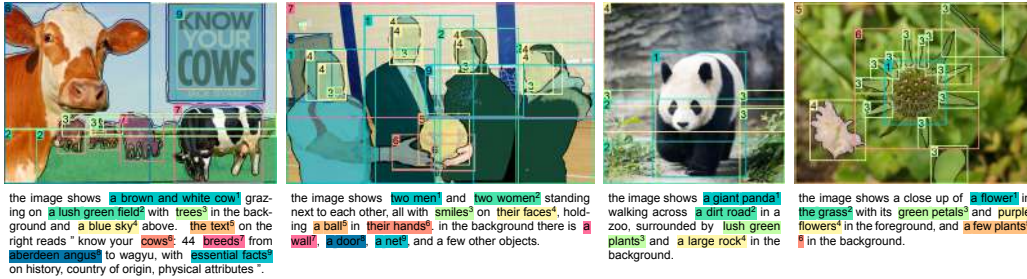 KNOW
YOUR
COWS
the image shows a brown and white cow¹ graz-
ing on a lush green field² with trees³ in the back-
ground and a blue sky⁴ above. the text⁵ on the
right reads " know your cows⁶: 44 breeds⁷ from
aberdeen angus⁸ to wagyu, with essential facts⁹
on history, country of origin, physical attributes ".
the image shows two men¹ and two women² standing
next to each other, all with smiles³ on their faces⁴, hold-
ing a ball⁵ in their hands⁶. in the background there is a
wall⁷, a door⁸, a net⁹, and a few other objects.
the image shows a giant panda¹
walking across a dirt road² in a
zoo, surrounded by lush green
plants³ and a large rock⁴ in the
background.
the image shows a close up of a flower¹ in
the grass² with its green petals³ and purple
flowers⁴ in the foreground, and a few plants⁵
⁶ in the background.